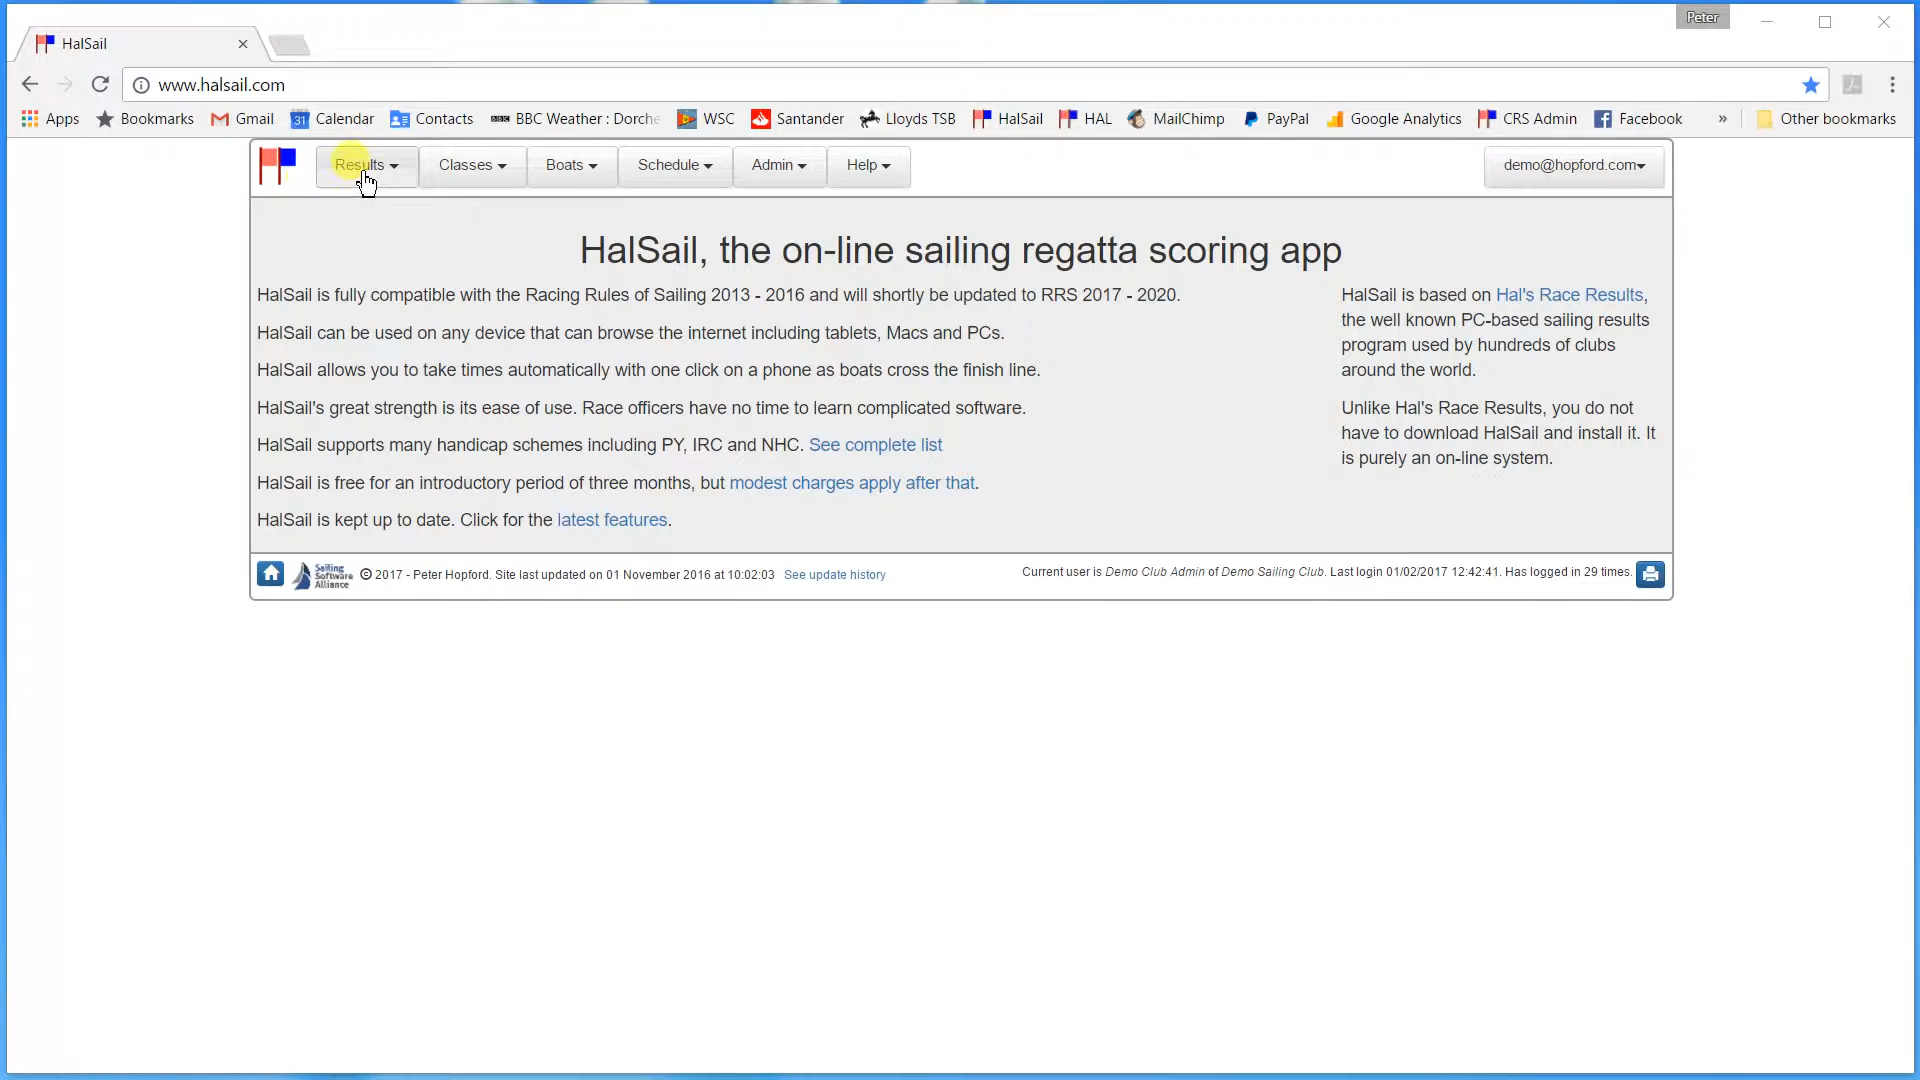 Peter
HalSail
www.halsail.com
Apps Bookmarks Gmail 31 Calendar Contacts BBC BBC Weather : Dorche WSC Santander Lloyds TSB HalSail HAL MailChimp PayPal Google Analytics CRS Admin Facebook » Other bookmarks
Results Classes Boats Schedule Admin Help demo@hopford.com
HalSail, the on-line sailing regatta scoring app
HalSail is fully compatible with the Racing Rules of Sailing 2013 - 2016 and will shortly be updated to RRS 2017 - 2020.
HalSail can be used on any device that can browse the internet including tablets, Macs and PCs.
HalSail allows you to take times automatically with one click on a phone as boats cross the finish line.
HalSail's great strength is its ease of use. Race officers have no time to learn complicated software.
HalSail supports many handicap schemes including PY, IRC and NHC. See complete list
HalSail is free for an introductory period of three months, but modest charges apply after that.
HalSail is kept up to date. Click for the latest features.
HalSail is based on Hal's Race Results,
the well known PC-based sailing results
program used by hundreds of clubs
around the world.
Unlike Hal's Race Results, you do not
have to download HalSail and install it. It
is purely an on-line system.
Sailing
Software
Alliance
© 2017 - Peter Hopford. Site last updated on 01 November 2016 at 10:02:03 See update history
Current user is Demo Club Admin of Demo Sailing Club. Last login 01/02/2017 12:42:41. Has logged in 29 times.